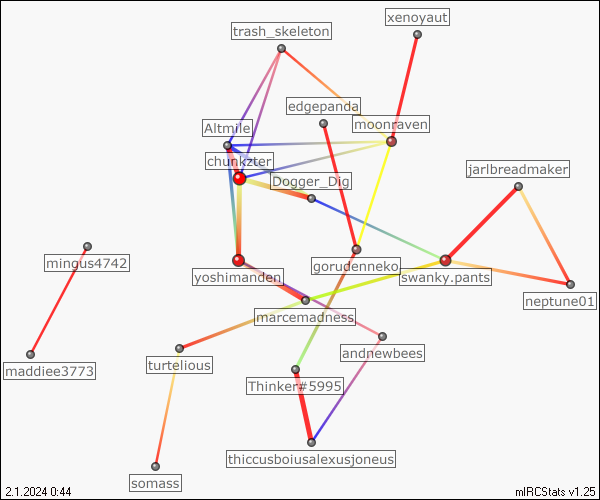 xenoyaut
trash_skeleton
edgepanda
moonraven
Altmile
chunkzter
jarlbreadmaker
Dogger_Dig
mingus4742
gorudenneko
yoshimanden
swanky.pants
neptune01
marcemadness
andnewbees
turtelious
maddiee3773
Thinker#5995
thiccusboiusalexusjoneus
somass
2.1.2024 0:44
mIRCStats v1.25